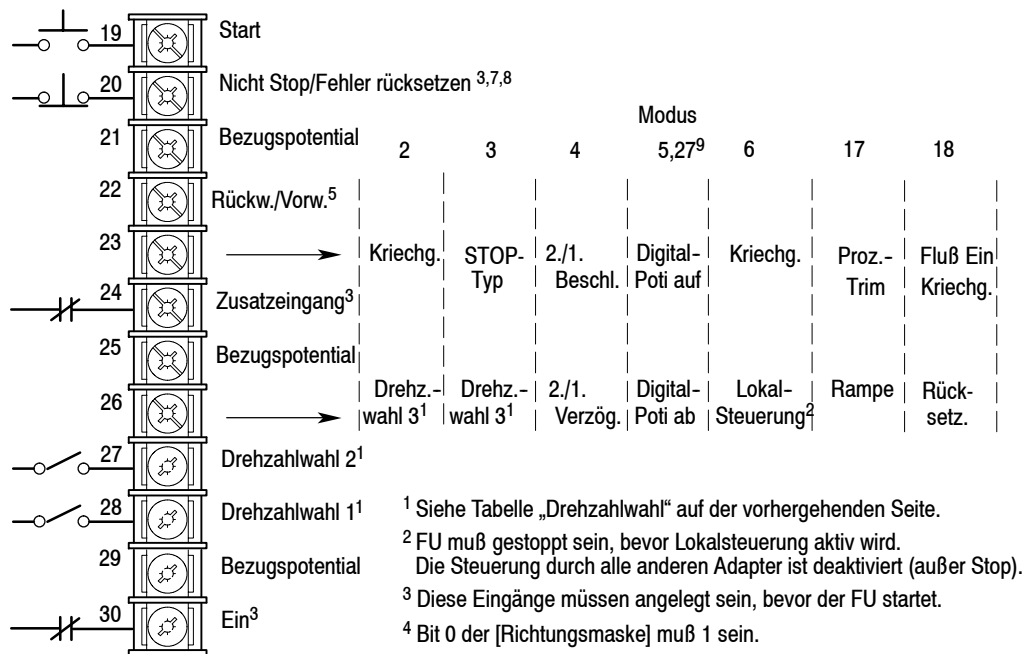 19 Start
20 Nicht Stop/Fehler rücksetzen 3,7,8
Modus
21 Bezugspotential 2 3 4 5,27⁹ 6 17 18
22 Rückw./Vorw.⁵
23 Kriechg. STOP- 2./1. Digital- Kriechg. Proz.- Fluß Ein
Typ Beschl. Poti auf Trim Kriechg.
24 Zusatzeingang³
25 Bezugspotential
26 Drehz.- Drehz.- 2./1. Digital- Lokal- Rampe Rück-
wahl 3¹ wahl 3¹ Verzög. Poti ab Steuerung² setz.
27 Drehzahlwahl 2¹
28 Drehzahlwahl 1¹
29 Bezugspotential
30 Ein³
¹ Siehe Tabelle „Drehzahlwahl“ auf der vorhergehenden Seite.
² FU muß gestoppt sein, bevor Lokalsteuerung aktiv wird.
Die Steuerung durch alle anderen Adapter ist deaktiviert (außer Stop).
³ Diese Eingänge müssen angelegt sein, bevor der FU startet.
⁴ Bit 0 der [Richtungsmaske] muß 1 sein.